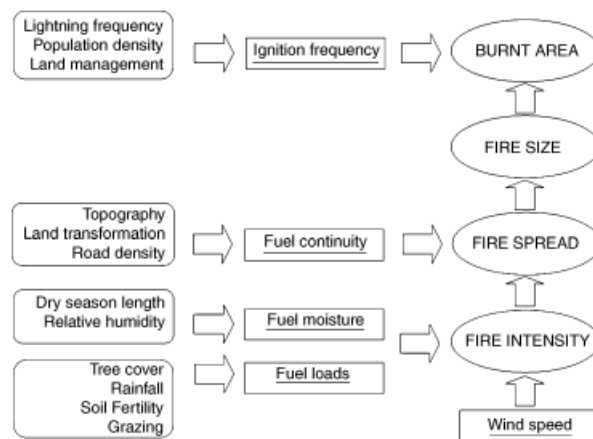 Lightning frequency
Population density
Land management
Ignition frequency
BURNT AREA
FIRE SIZE
Topography
Land transformation
Road density
Fuel continuity
FIRE SPREAD
Dry season length
Relative humidity
Fuel moisture
FIRE INTENSITY
Tree cover
Rainfall
Soil Fertility
Grazing
Fuel loads
Wind speed